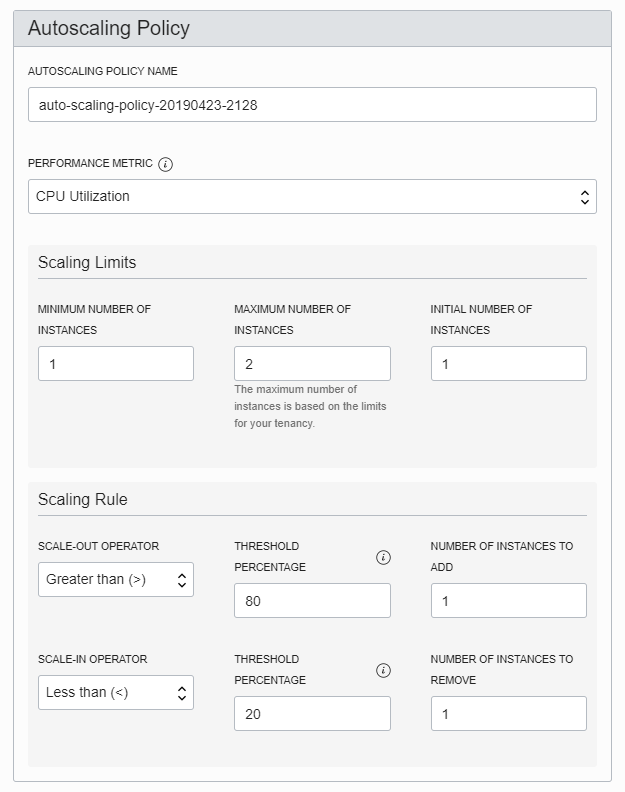 Autoscaling Policy
AUTOSCALING POLICY NAME
auto-scaling-policy-20190423-2128
PERFORMANCE METRIC i
CPU Utilization
Scaling Limits
MINIMUM NUMBER OF
INSTANCES
1
MAXIMUM NUMBER OF
INSTANCES
2
The maximum number of
instances is based on the limits
for your tenancy.
INITIAL NUMBER OF
INSTANCES
1
Scaling Rule
SCALE-OUT OPERATOR
Greater than (>)
THRESHOLD
PERCENTAGE i
80
NUMBER OF INSTANCES TO
ADD
1
SCALE-IN OPERATOR
Less than (<)
THRESHOLD
PERCENTAGE i
20
NUMBER OF INSTANCES TO
REMOVE
1